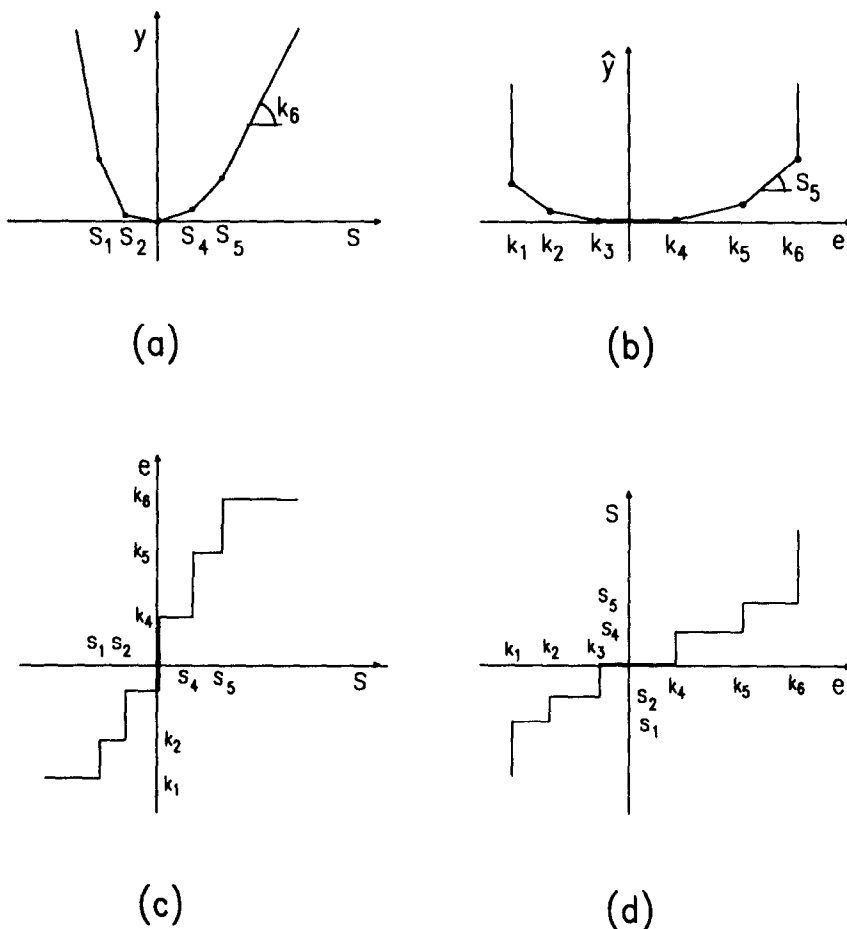 y
k₆
S₁ S₂ S₄ S₅ S
(a)
ŷ
S₅
k₁ k₂ k₃ k₄ k₅ k₆ e
(b)
e
k₆
k₅
k₄
S₁ S₂
S₄ S₅ S
k₂
k₁
(c)
S
S₅
S₄
k₁ k₂ k₃
k₄ k₅ k₆ e
S₂
S₁
(d)